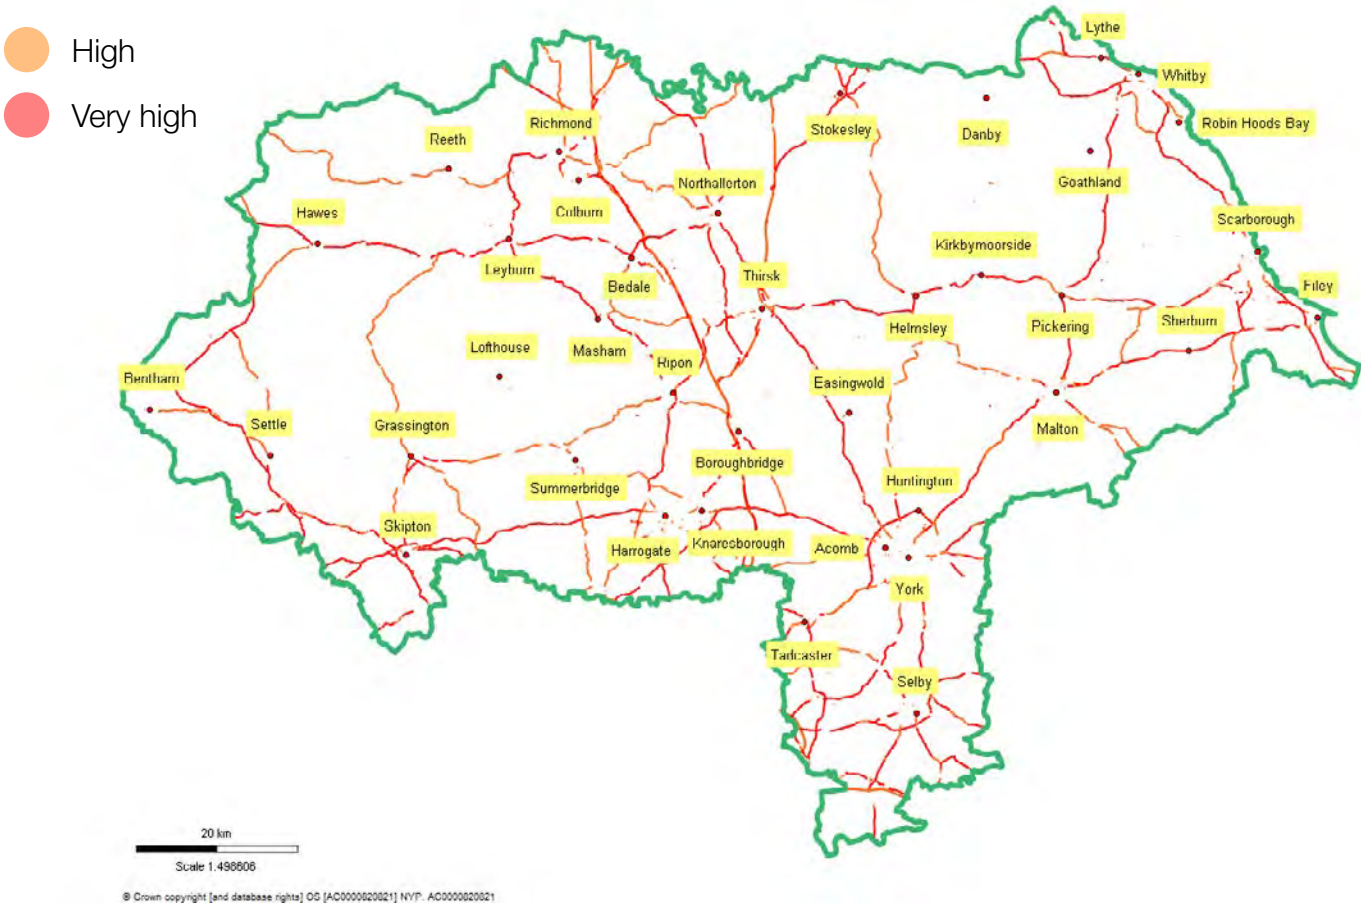 High
Very high
Lythe
Whitby
Robin Hoods Bay
Stokesley
Danby
Richmond
Reeth
Goathland
Northallerton
Colburn
Hawes
Scarborough
Kirkbymoorside
Leyburn
Thirsk
Bedale
Filey
Sherburn
Helmsley
Pickering
Lofthouse
Masham
Ripon
Bentham
Easingwold
Settle
Grassington
Malton
Boroughbridge
Huntington
Summerbridge
Skipton
Harrogate
Knaresborough
Acomb
York
Tadcaster
Selby
20 km
Scale 1:498606
© Crown copyright [and database rights] OS [AC0000820821] NYP. AC0000820821